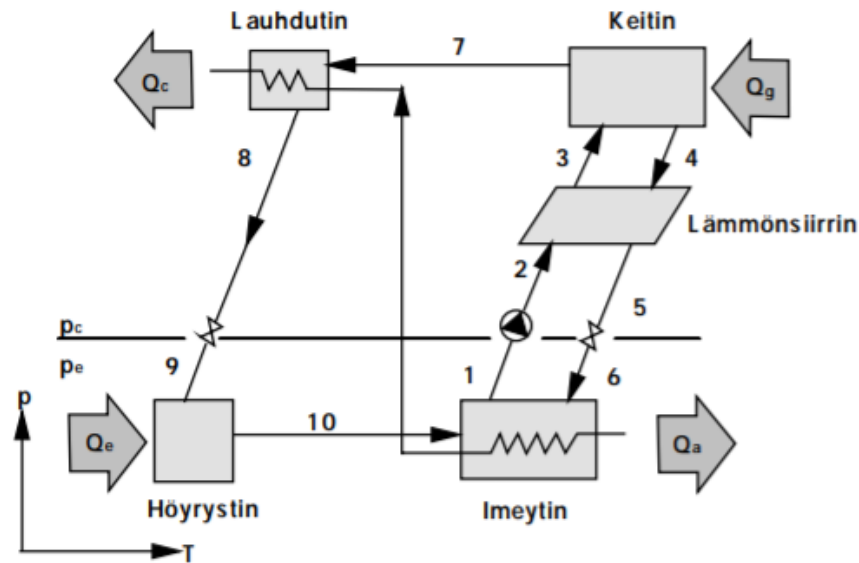 Lauhdutin
Keitin
7
Qc
Qg
8
3
4
Lämmönsiirrin
2
5
pc
pe
9
1
6
p
10
Qe
Qa
Höyrystin
Imeytin
T